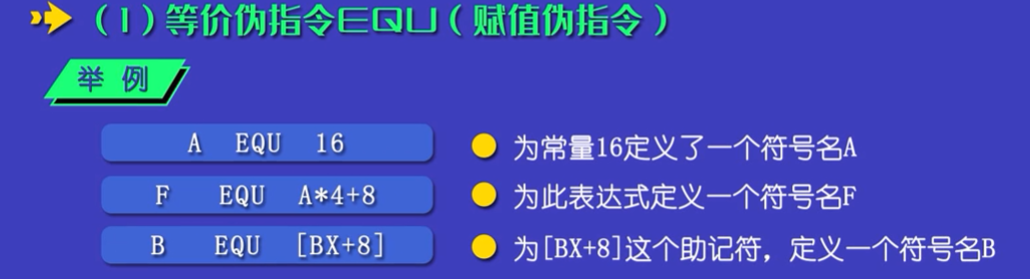 （1）等价伪指令EQU（赋值伪指令）
举 例
A EQU 16
为常量16定义了一个符号名A
F EQU A*4+8
为此表达式定义一个符号名F
B EQU [BX+8]
为[BX+8]这个助记符，定义一个符号名B